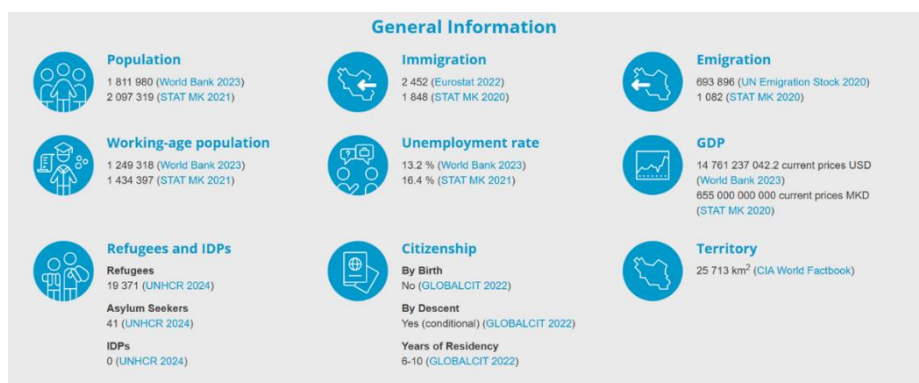 General Information
Population
1 811 980 (World Bank 2023)
2 097 319 (STAT MK 2021)
Immigration
2 452 (Eurostat 2022)
1 848 (STAT MK 2020)
Emigration
693 896 (UN Emigration Stock 2020)
1 082 (STAT MK 2020)
Working-age population
1 249 318 (World Bank 2023)
1 434 397 (STAT MK 2021)
Unemployment rate
13.2 % (World Bank 2023)
16.4 % (STAT MK 2021)
GDP
14 761 237 042.2 current prices USD
(World Bank 2023)
655 000 000 000 current prices MKD
(STAT MK 2020)
Refugees and IDPs
Refugees
19 371 (UNHCR 2024)
Asylum Seekers
41 (UNHCR 2024)
IDPs
0 (UNHCR 2024)
Citizenship
By Birth
No (GLOBALCIT 2022)
By Descent
Yes (conditional) (GLOBALCIT 2022)
Years of Residency
6-10 (GLOBALCIT 2022)
Territory
25 713 km² (CIA World Factbook)